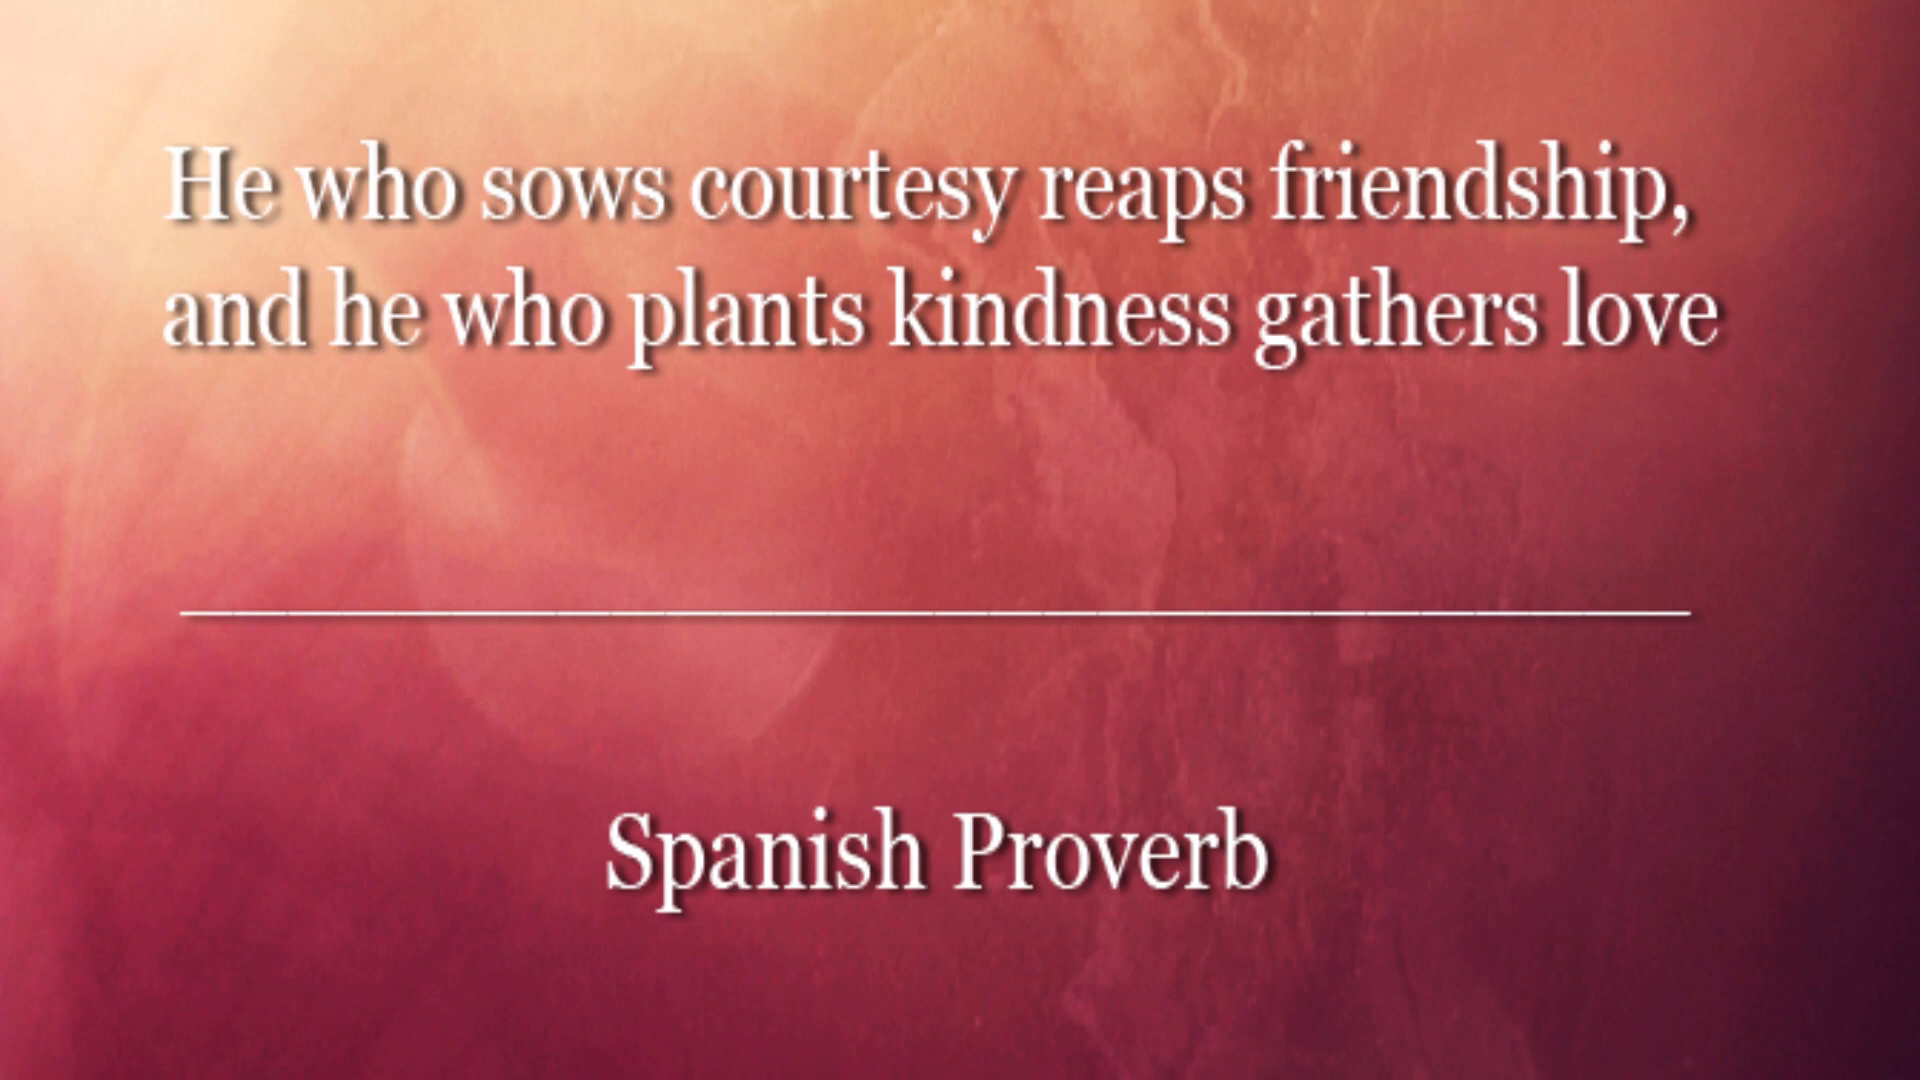 He who sows courtesy reaps friendship,
and he who plants kindness gathers love
Spanish Proverb